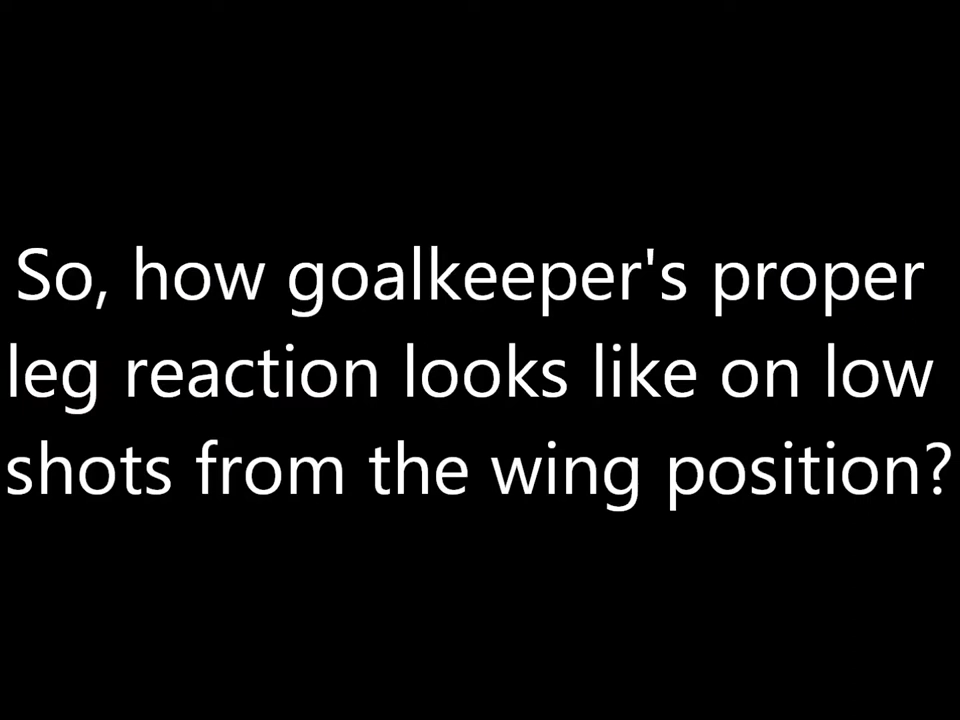 So, how goalkeeper's proper
leg reaction looks like on low
shots from the wing position?